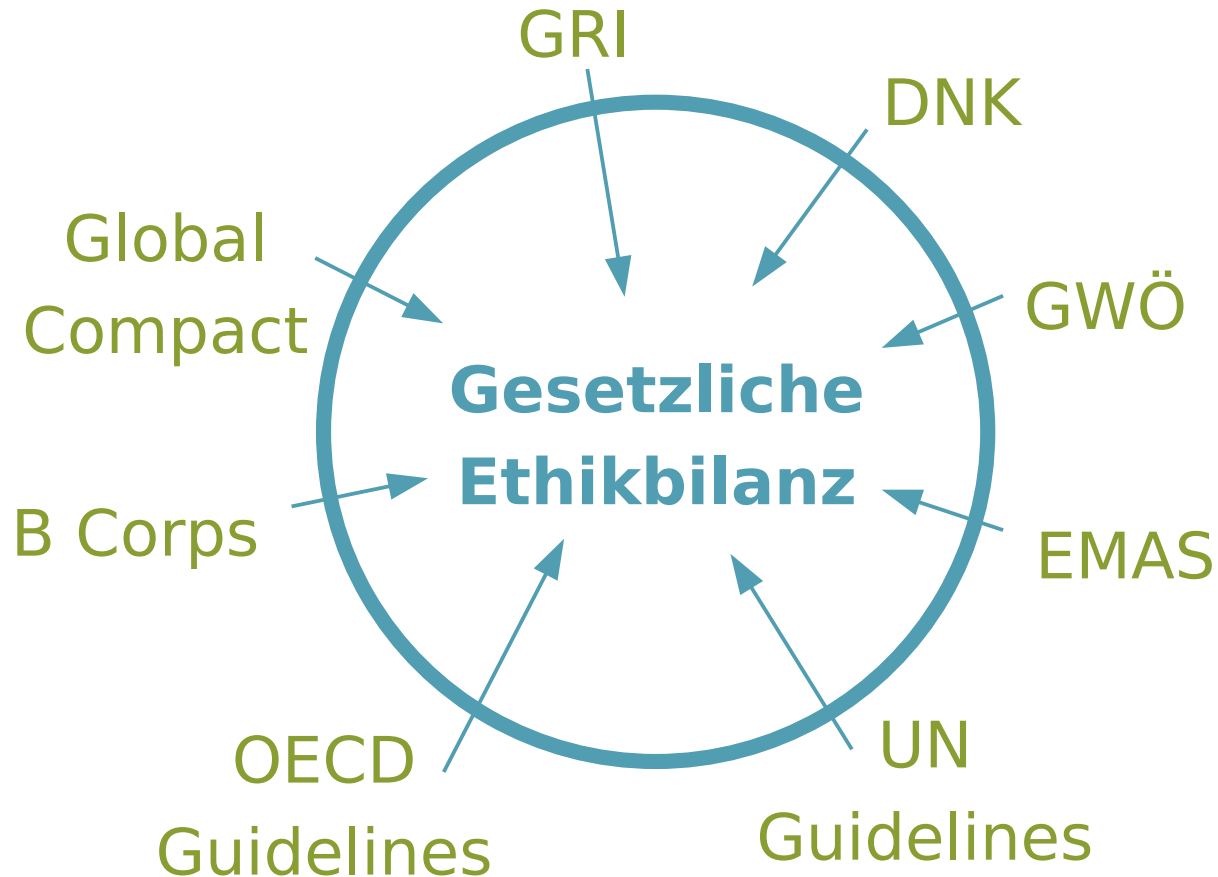 GRI
DNK
Global
Compact
GWÖ
Gesetzliche
Ethikbilanz
B Corps
EMAS
OECD
Guidelines
UN
Guidelines